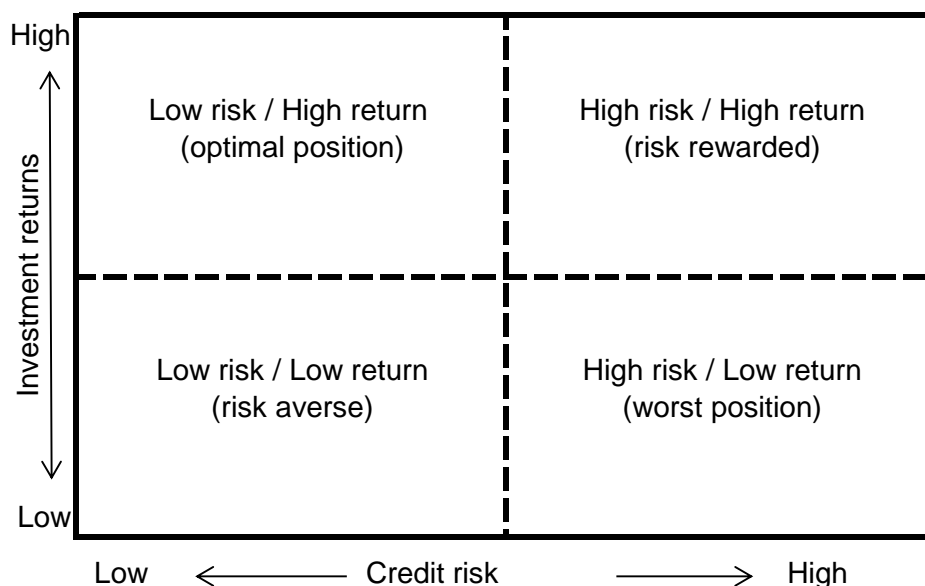 High
Low risk / High return
(optimal position)
High risk / High return
(risk rewarded)
Investment returns
Low risk / Low return
(risk averse)
High risk / Low return
(worst position)
Low
Low
Credit risk
High